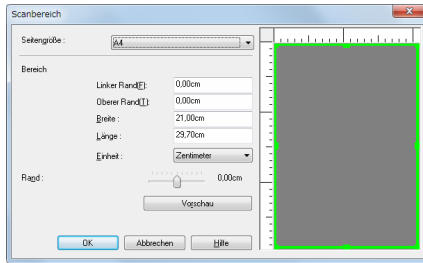 Scanbereich
Seitengröße :
A4
Bereich
Linker Rand(F):
0,00cm
Oberer Rand(T):
0,00cm
Breite :
21,00cm
Länge :
29,70cm
Einheit :
Zentimeter
Rand :
0,00cm
Vorschau
OK
Abbrechen
Hilfe